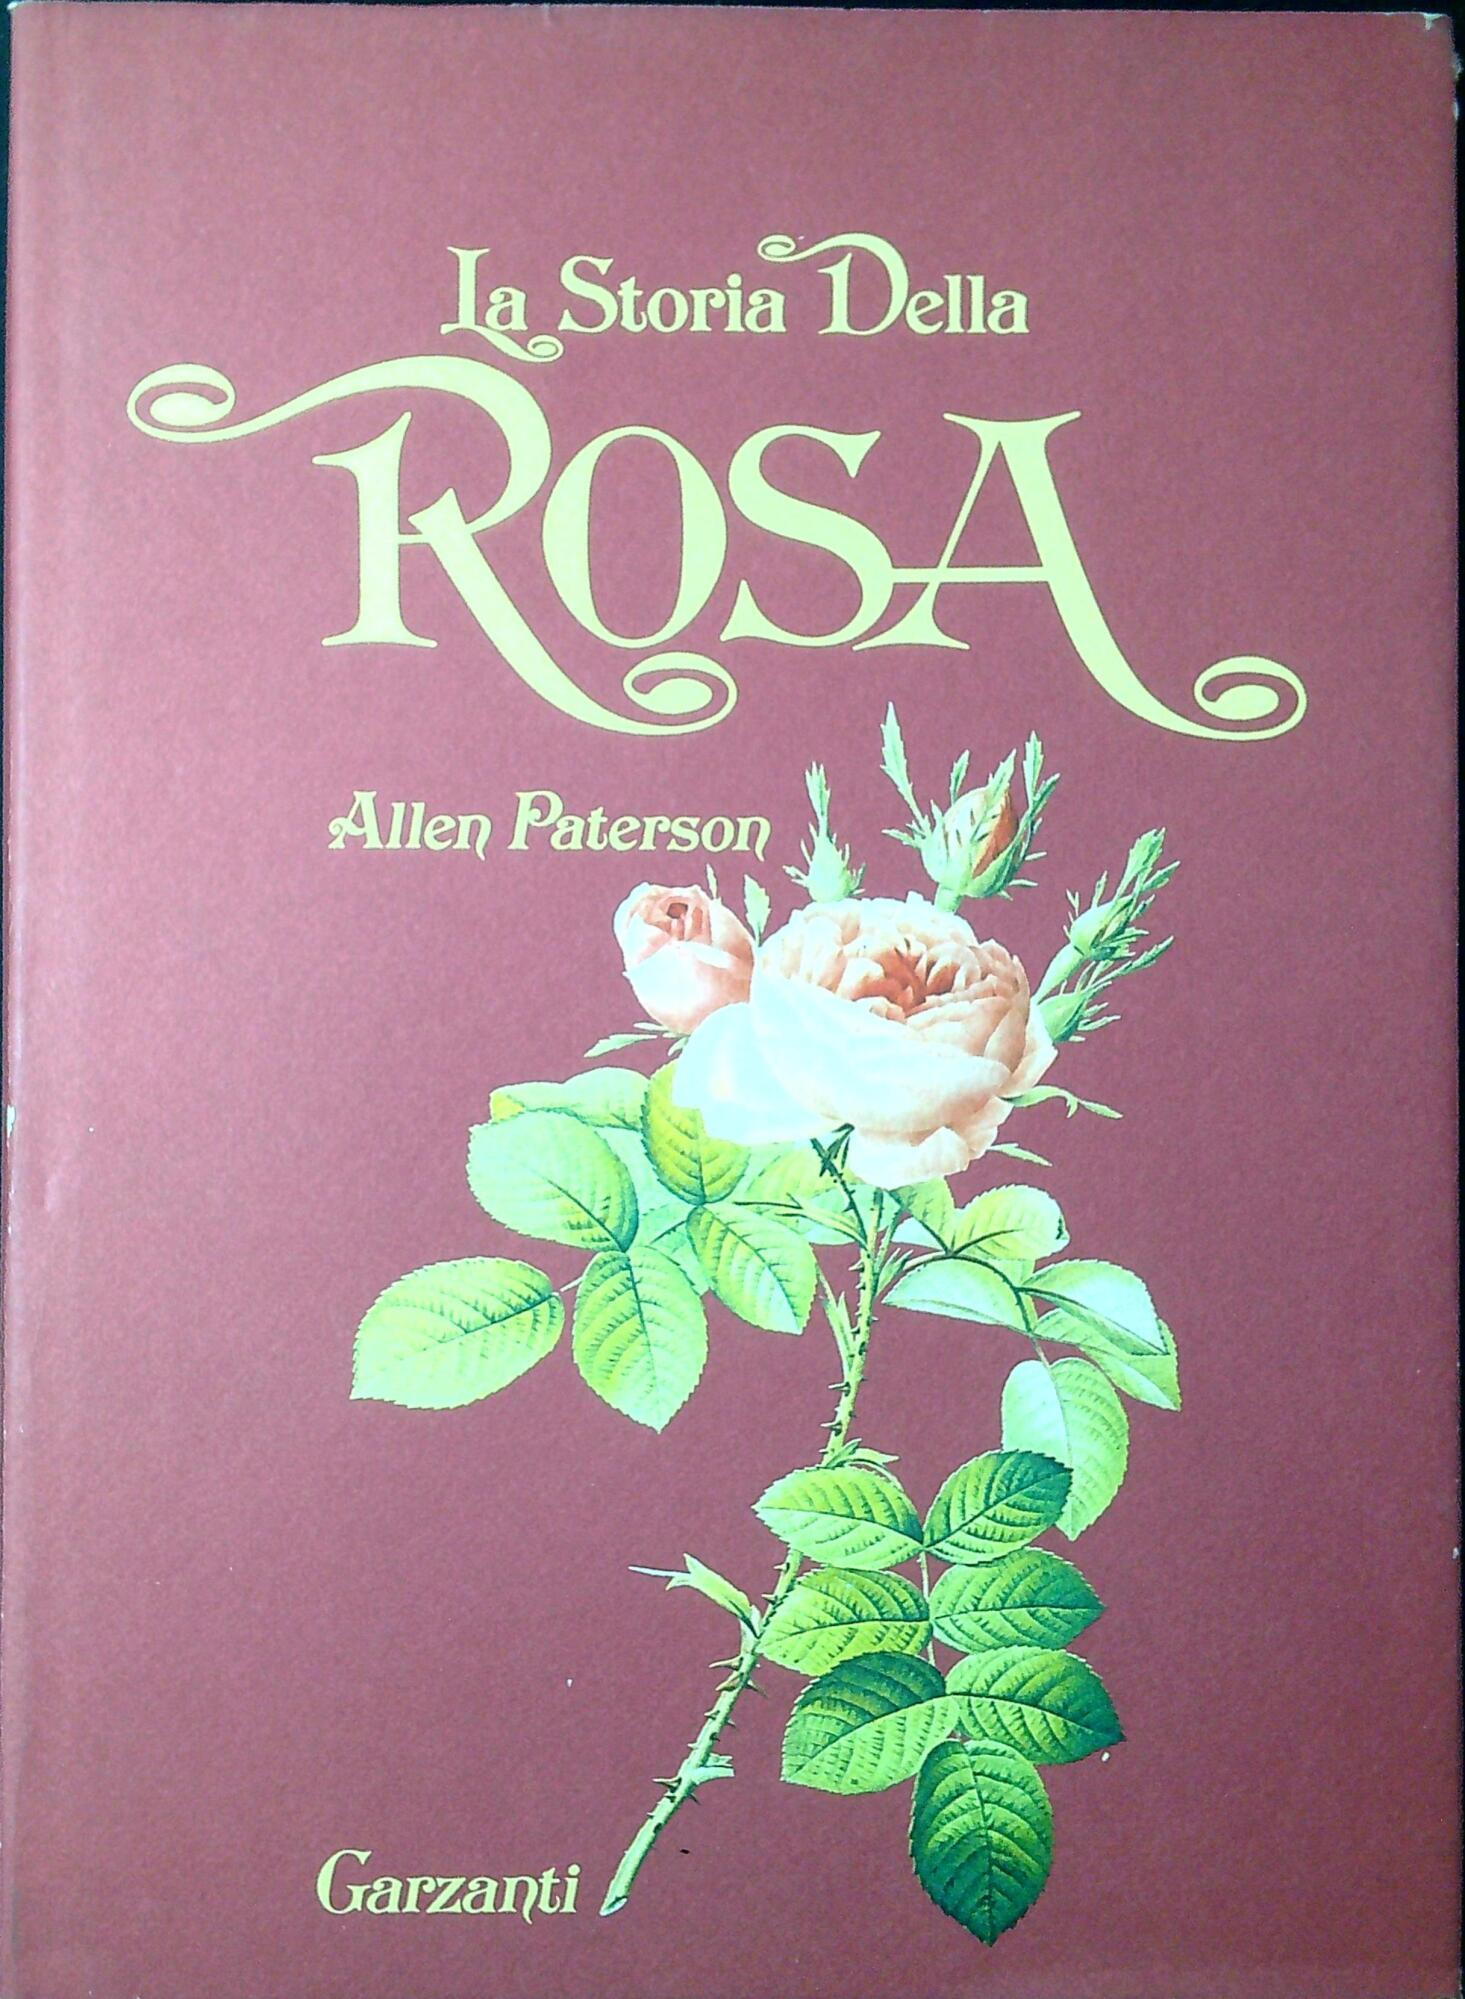 La Storia Della
ROSA
Allen Paterson
Garzanti